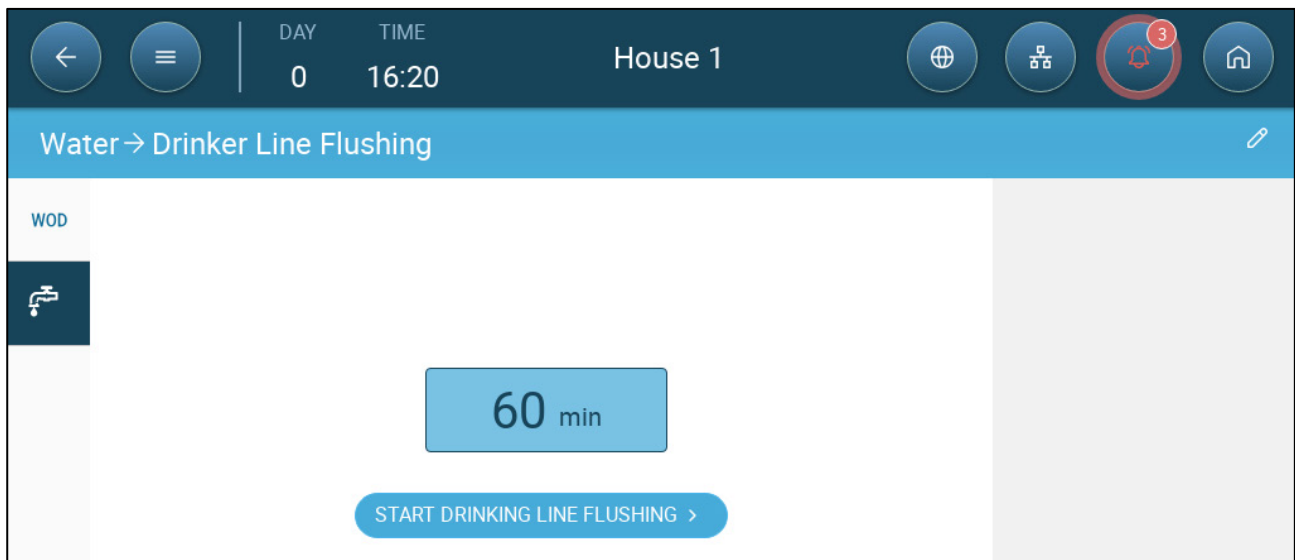 DAY TIME
0 16:20
House 1
3
Water → Drinker Line Flushing
WOD
60 min
START DRINKING LINE FLUSHING >